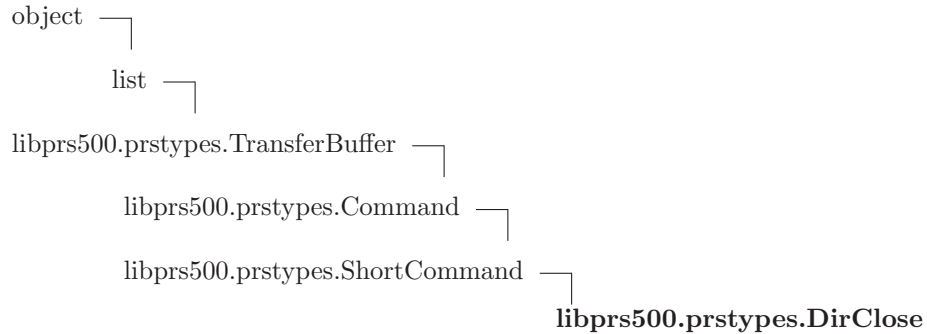 object
list
libprs500.prstypes.TransferBuffer
libprs500.prstypes.Command
libprs500.prstypes.ShortCommand
libprs500.prstypes.DirClose